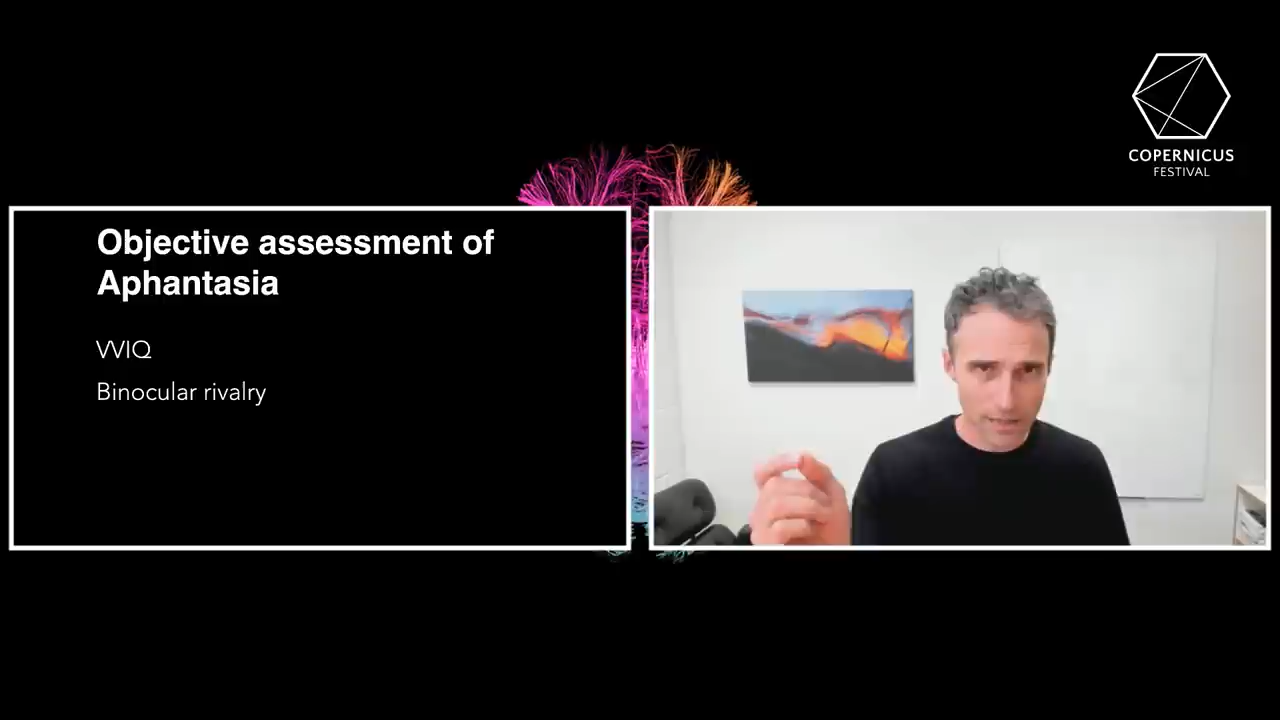 COPERNICUS
FESTIVAL
Objective assessment of
Aphantasia
VVIQ
Binocular rivalry